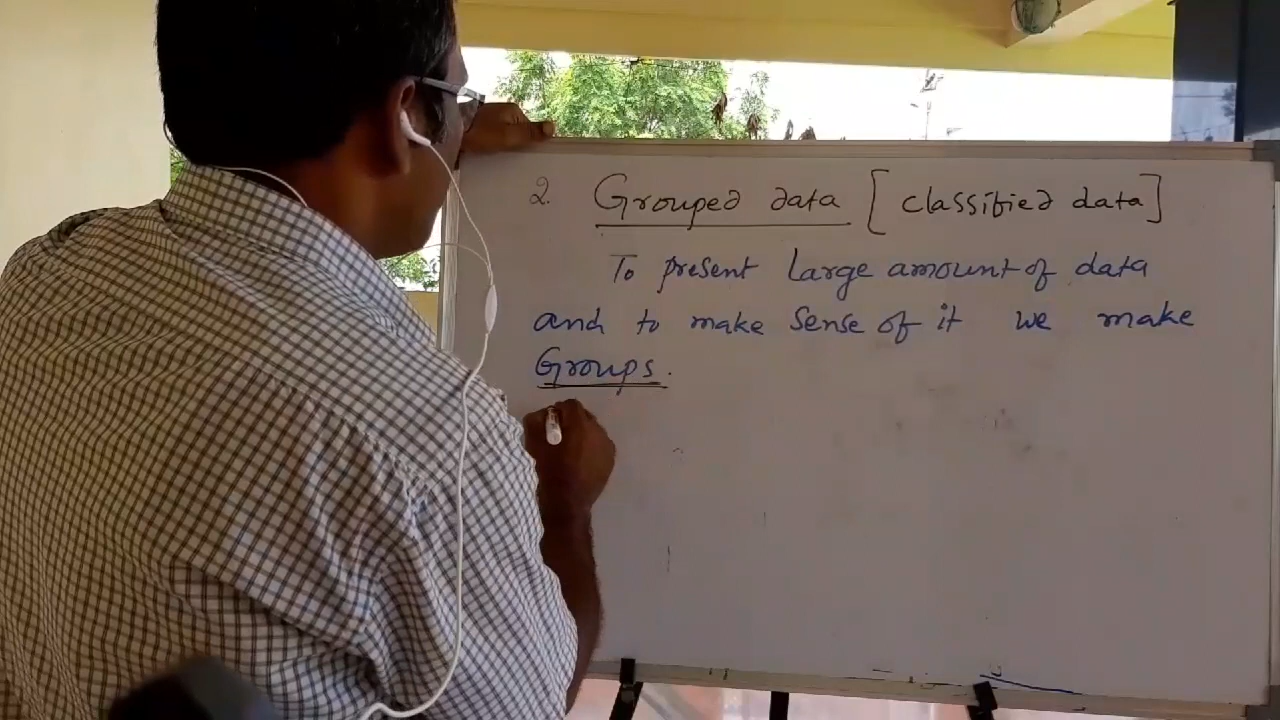 2. Grouped data [classified data]
To present Large amount of data
and to make sense of it we make
Groups.